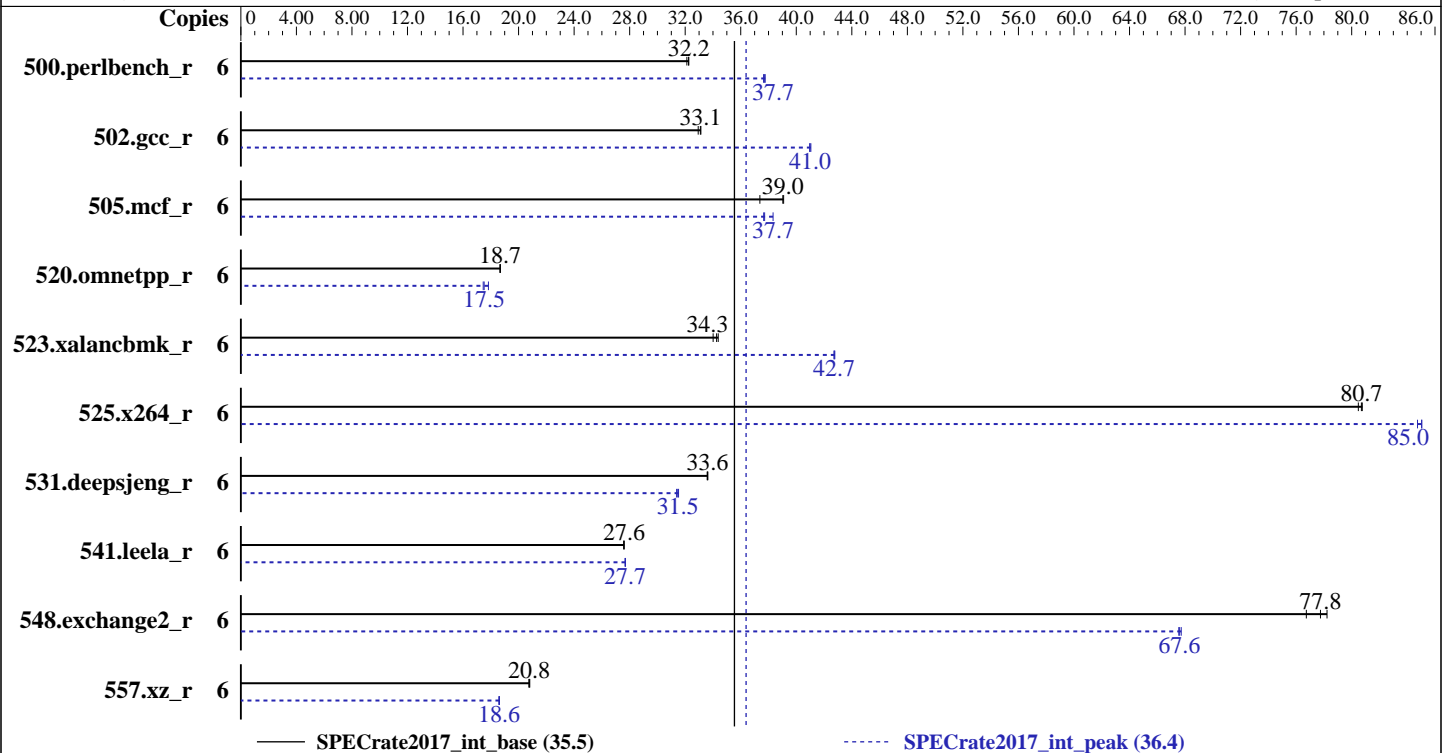 Copies 0 4.00 8.00 12.0 16.0 20.0 24.0 28.0 32.0 36.0 40.0 44.0 48.0 52.0 56.0 60.0 64.0 68.0 72.0 76.0 80.0 86.0
500.perlbench_r 6 32.2
37.7
502.gcc_r 6 33.1
41.0
505.mcf_r 6 39.0
37.7
520.omnetpp_r 6 18.7
17.5
523.xalancbmk_r 6 34.3
42.7
525.x264_r 6 80.7
85.0
531.deepsjeng_r 6 33.6
31.5
541.leela_r 6 27.6
27.7
548.exchange2_r 6 77.8
67.6
557.xz_r 6 20.8
18.6
SPECrate2017_int_base (35.5) SPECrate2017_int_peak (36.4)